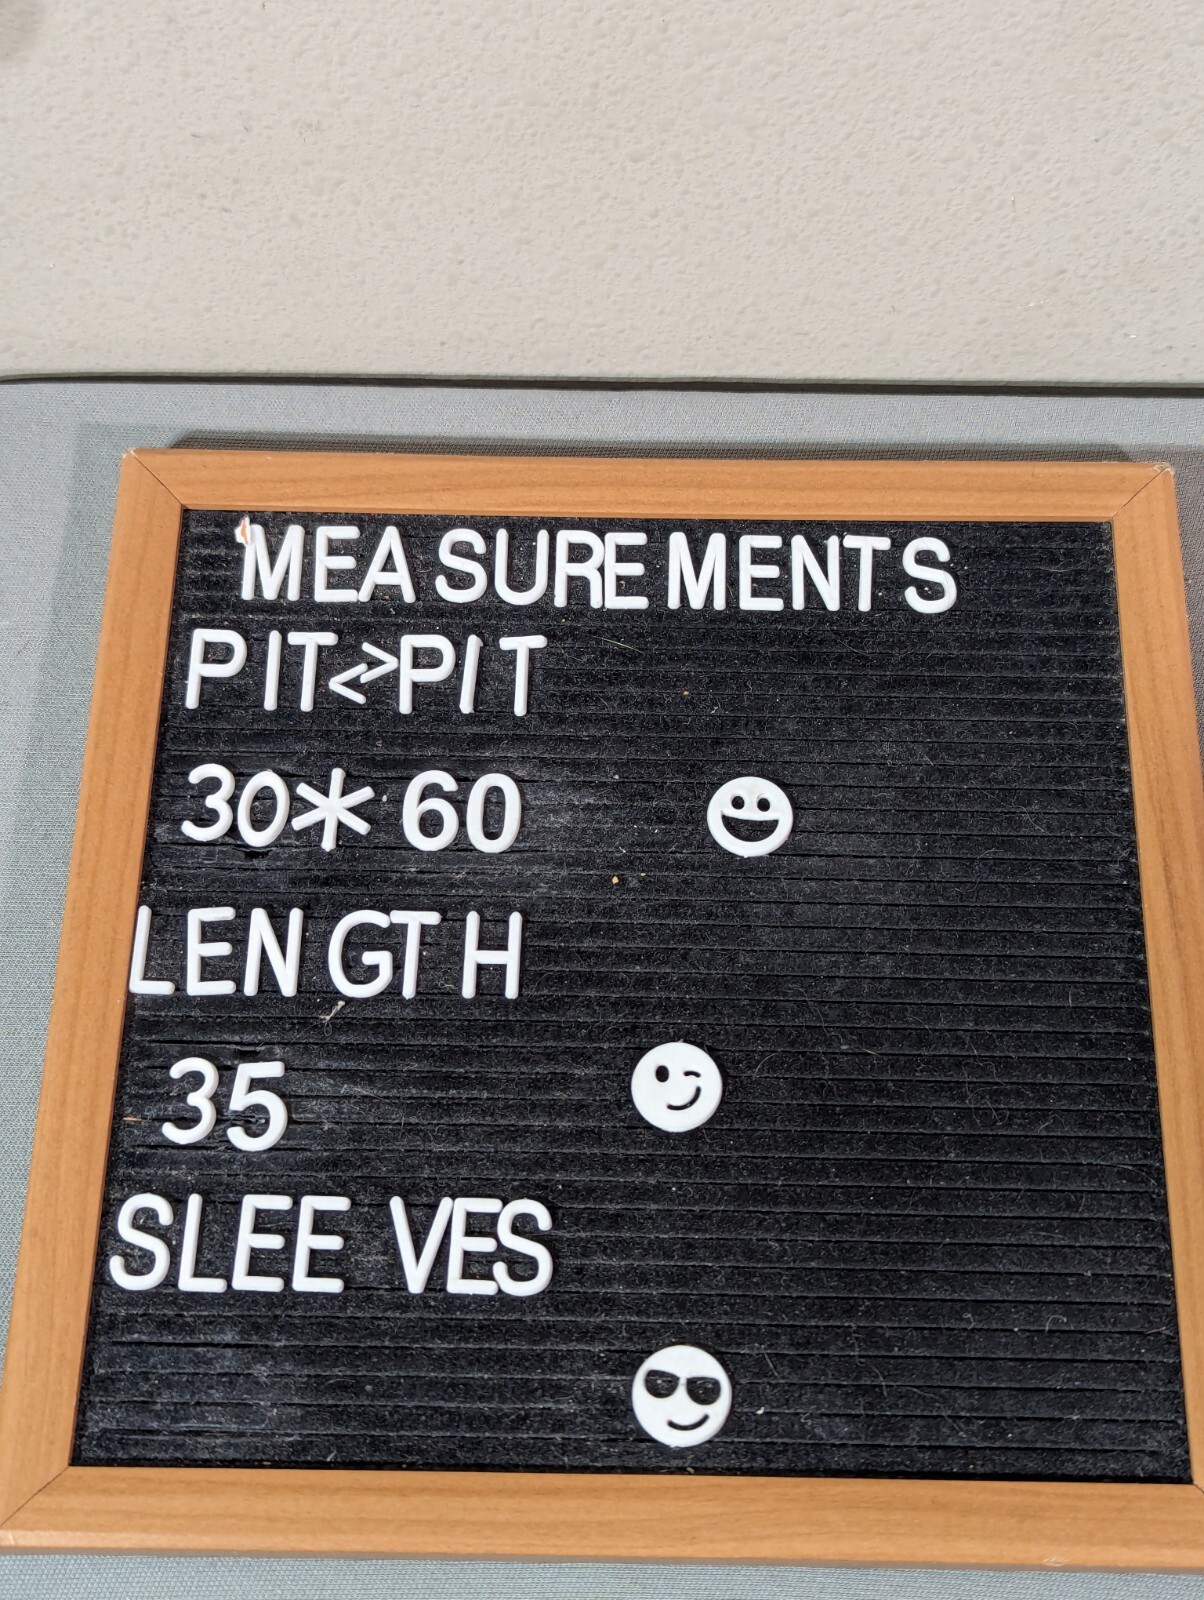 MEASUREMENTS
PIT⇄PIT
30* 60
LENGTH
35
SLEEVES